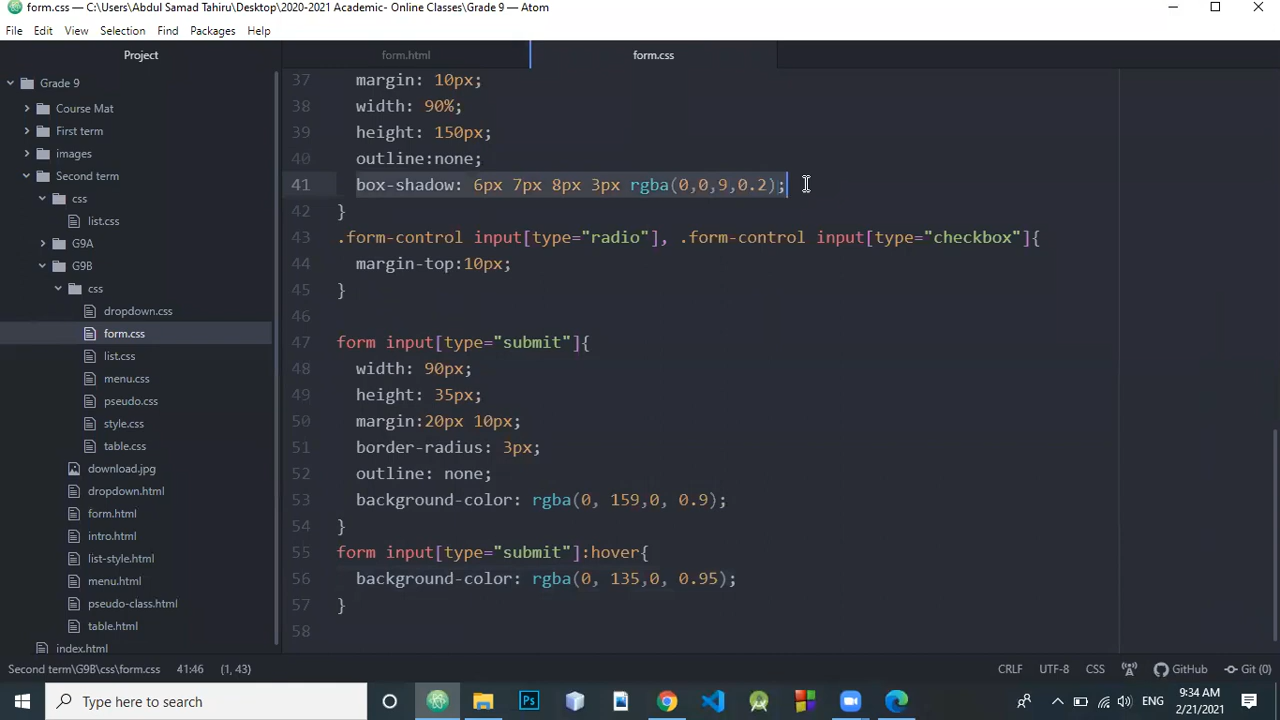 form.css — C:\Users\Abdul Samad Tahiru\Desktop\2020-2021 Academic- Online Classes\Grade 9 — Atom
File Edit View Selection Find Packages Help
Project
form.html
form.css
Grade 9
Course Mat
First term
images
Second term
css
list.css
G9A
G9B
css
dropdown.css
form.css
list.css
menu.css
pseudo.css
style.css
table.css
download.jpg
dropdown.html
form.html
intro.html
list-style.html
menu.html
pseudo-class.html
table.html
index.html
37 margin: 10px;
38 width: 90%;
39 height: 150px;
40 outline:none;
41 box-shadow: 6px 7px 8px 3px rgba(0,0,9,0.2);
42 }
43 .form-control input[type="radio"], .form-control input[type="checkbox"]{
44 margin-top:10px;
45 }
46
47 form input[type="submit"]{
48 width: 90px;
49 height: 35px;
50 margin:20px 10px;
51 border-radius: 3px;
52 outline: none;
53 background-color: rgba(0, 159,0, 0.9);
54 }
55 form input[type="submit"]:hover{
56 background-color: rgba(0, 135,0, 0.95);
57 }
58
Second term\G9B\css\form.css 41:46 (1, 43)
CRLF UTF-8 CSS GitHub Git (0)
Type here to search
Ps
ENG
9:34 AM
2/21/2021